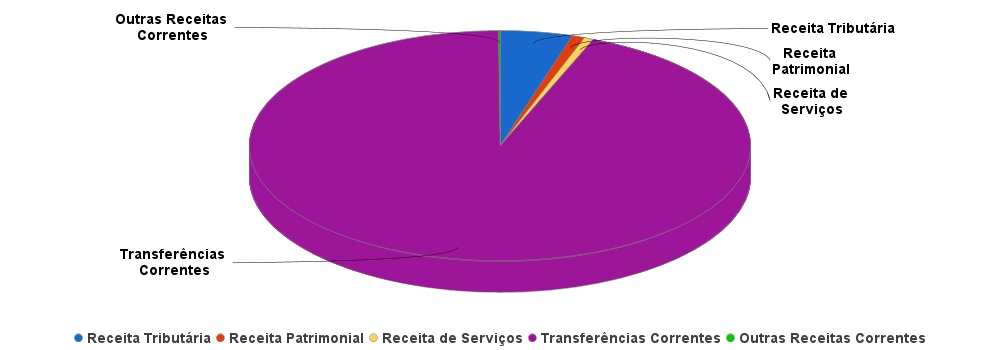 Outras Receitas
Correntes
Receita Tributária
Receita
Patrimonial
Receita de
Serviços
Transferências
Correntes
Receita Tributária Receita Patrimonial Receita de Serviços Transferências Correntes Outras Receitas Correntes